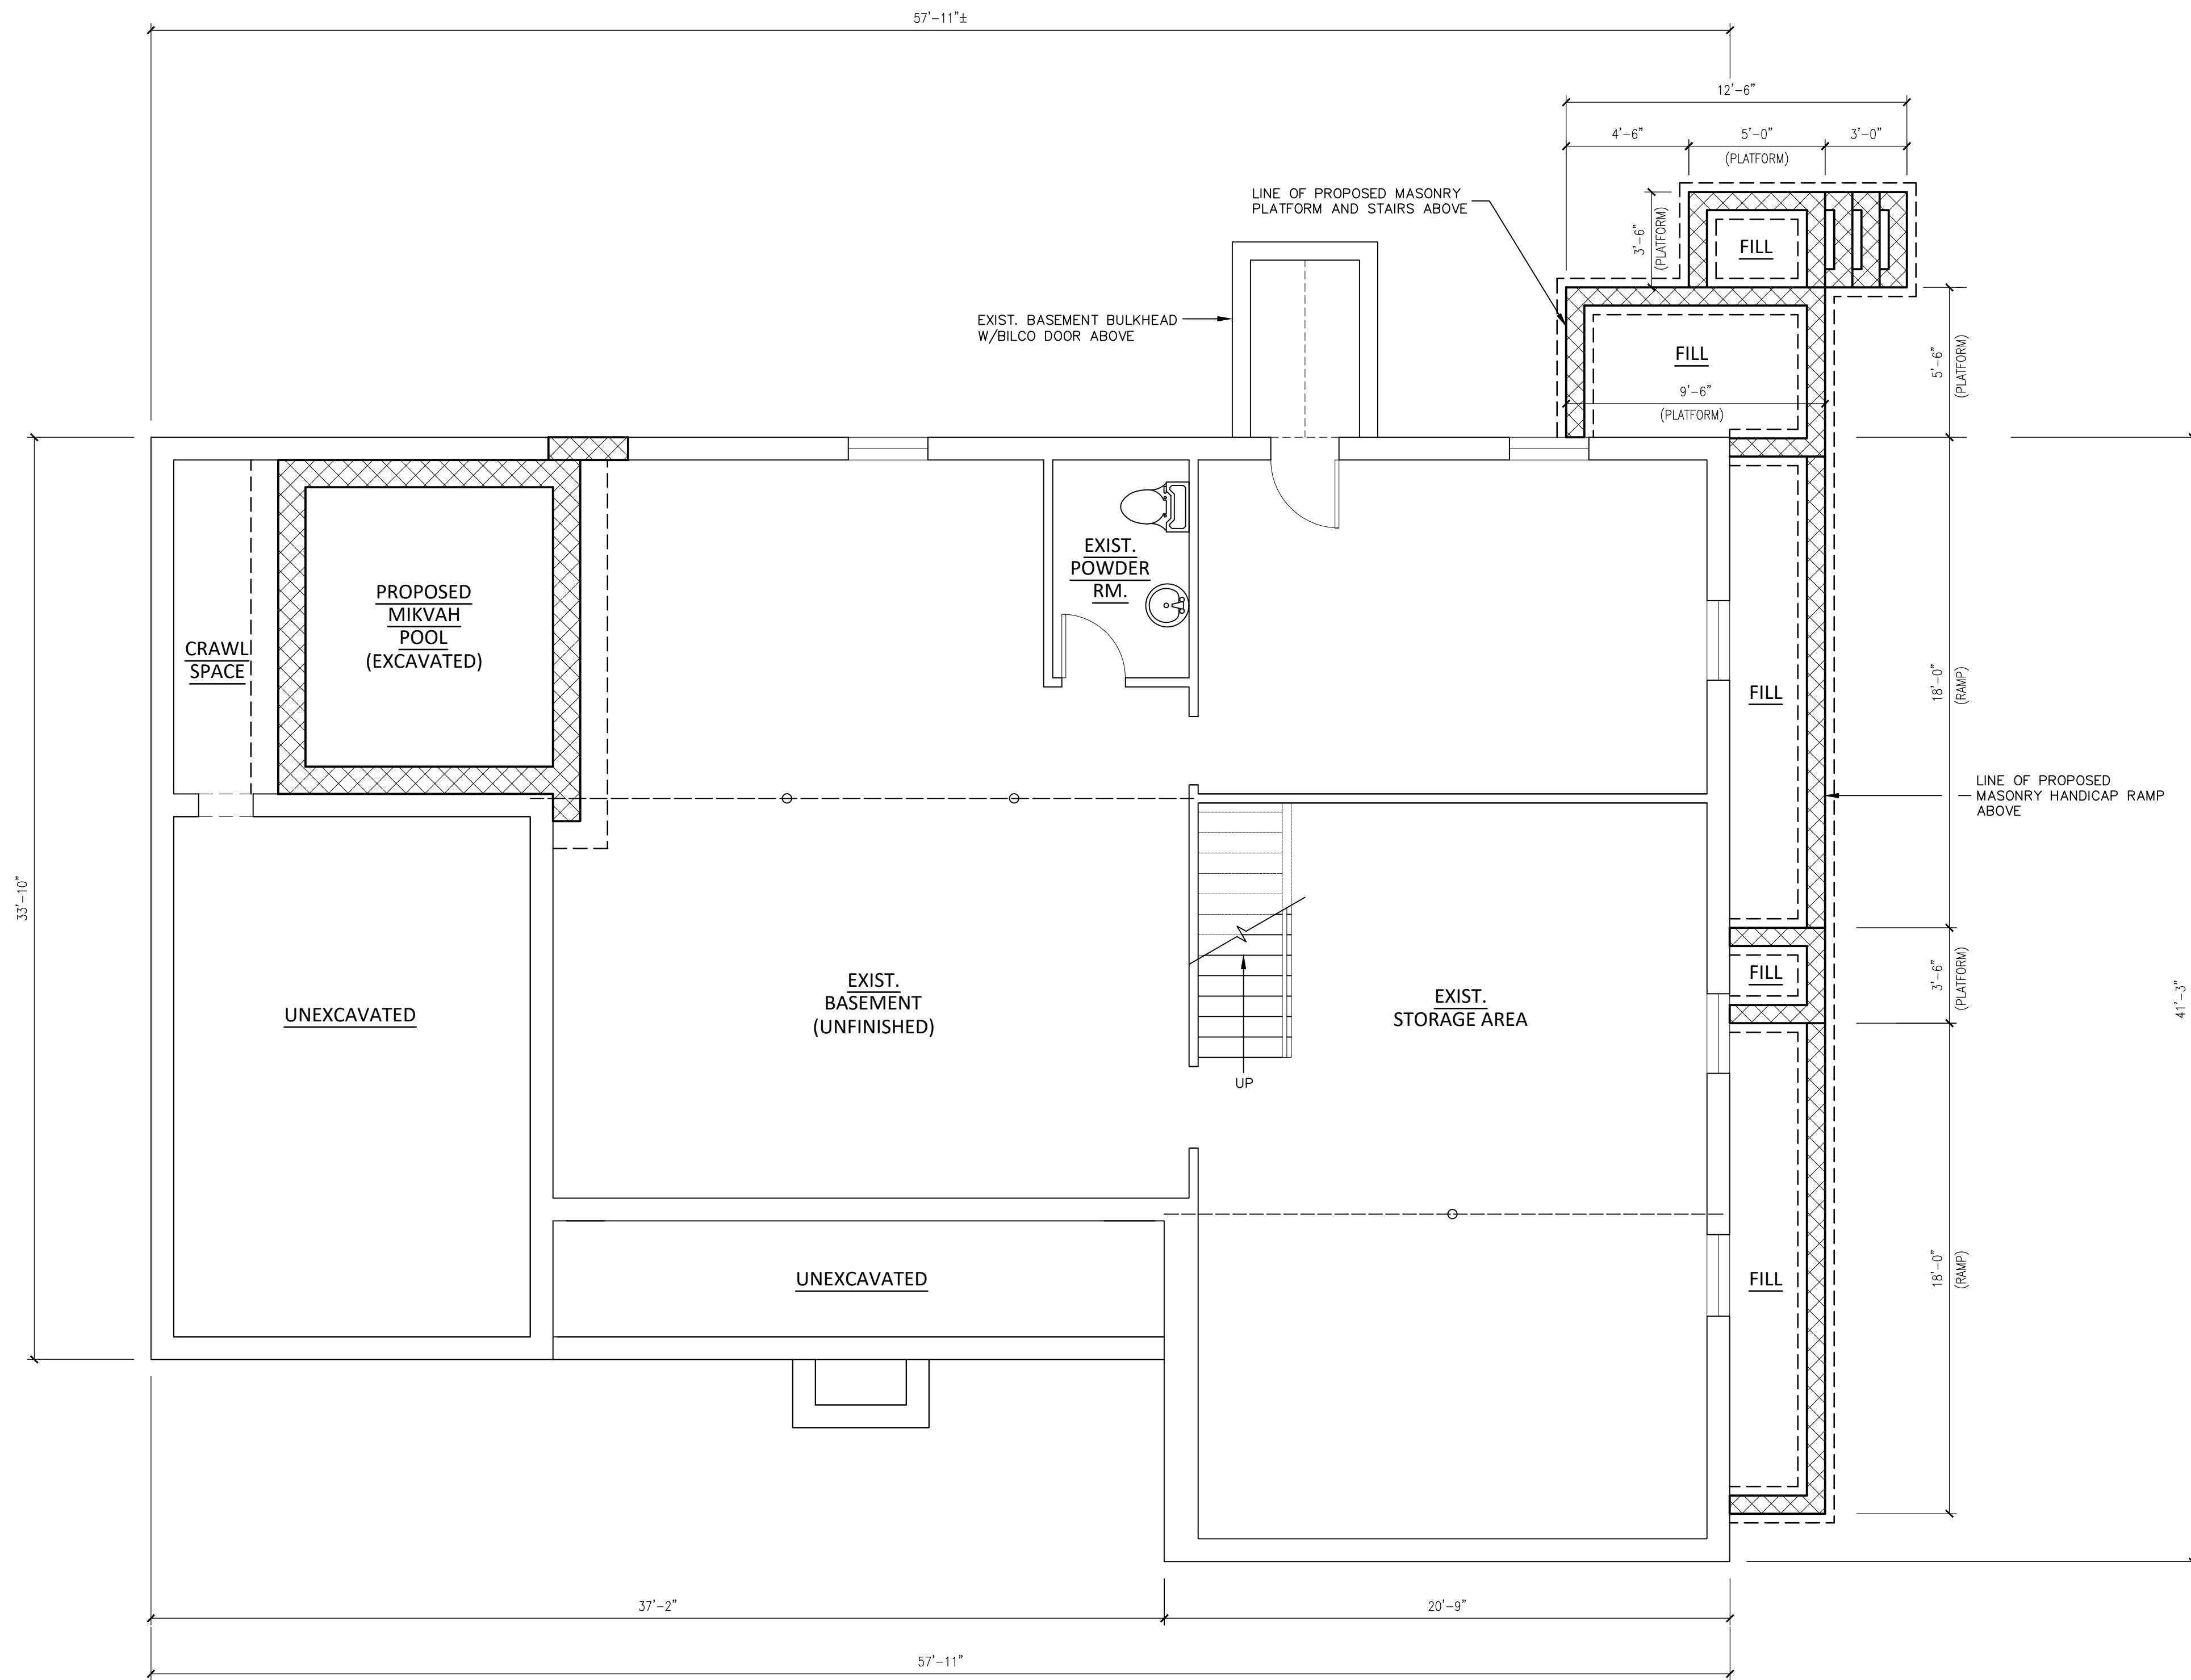 57'-11"±
12'-6"
4'-6"
5'-0"
(PLATFORM)
3'-0"
LINE OF PROPOSED MASONRY
PLATFORM AND STAIRS ABOVE
3'-6"
(PLATFORM)
FILL
EXIST. BASEMENT BULKHEAD
W/BILCO DOOR ABOVE
FILL
9'-6"
(PLATFORM)
5'-6"
(PLATFORM)
PROPOSED
MIKVAH
POOL
(EXCAVATED)
CRAWL
SPACE
EXIST.
POWDER
RM.
FILL
18'-0"
(RAMP)
LINE OF PROPOSED
MASONRY HANDICAP RAMP
ABOVE
33'-10"
UNEXCAVATED
EXIST.
BASEMENT
(UNFINISHED)
UP
EXIST.
STORAGE AREA
FILL
3'-6"
(PLATFORM)
41'-3"
UNEXCAVATED
FILL
18'-0"
(RAMP)
37'-2"
20'-9"
57'-11"